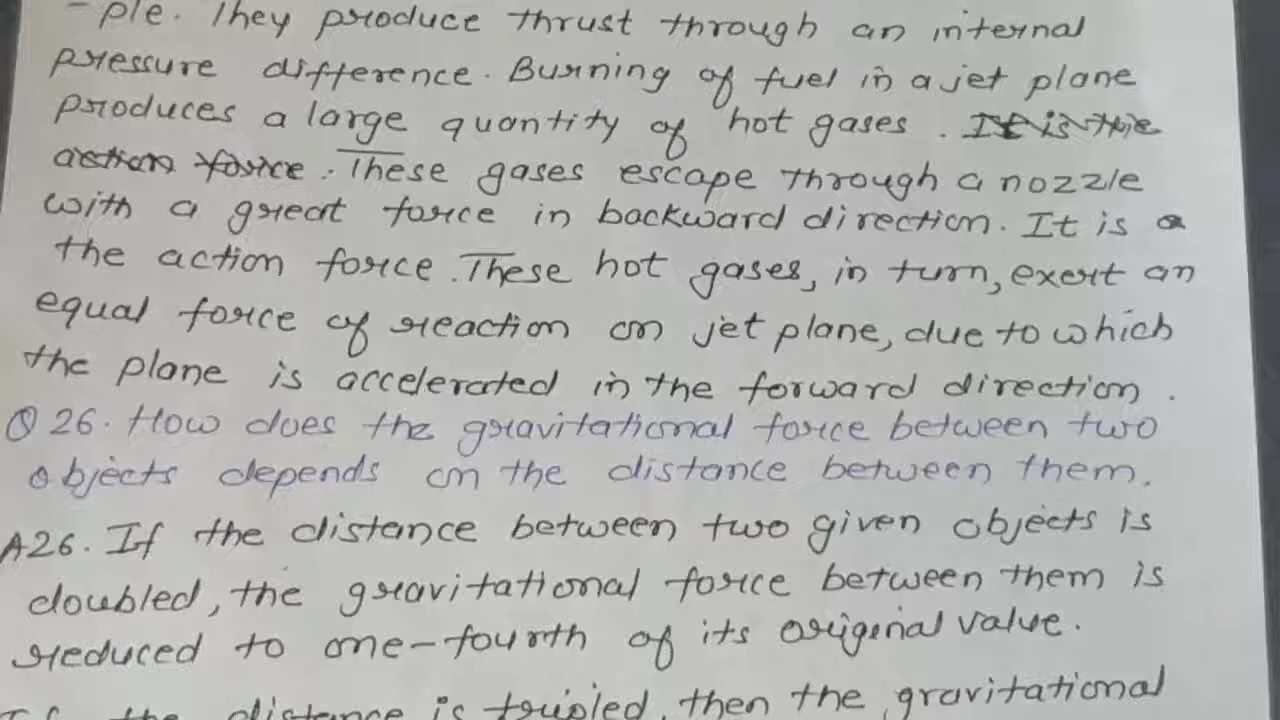 -ple. They produce thrust through an internal
pressure difference. Burning of fuel in a jet plane
produces a large quantity of hot gases. It is the
action force. These gases escape through a nozzle
with a great force in backward direction. It is a
the action force. These hot gases, in turn, exert an
equal force of reaction on jet plane, due to which
the plane is accelerated in the forward direction.
Q 26. How does the gravitational force between two
objects depends on the distance between them.
A26. If the distance between two given objects is
doubled, the gravitational force between them is
reduced to one-fourth of its original value.
If the distance is tripled, then the gravitational